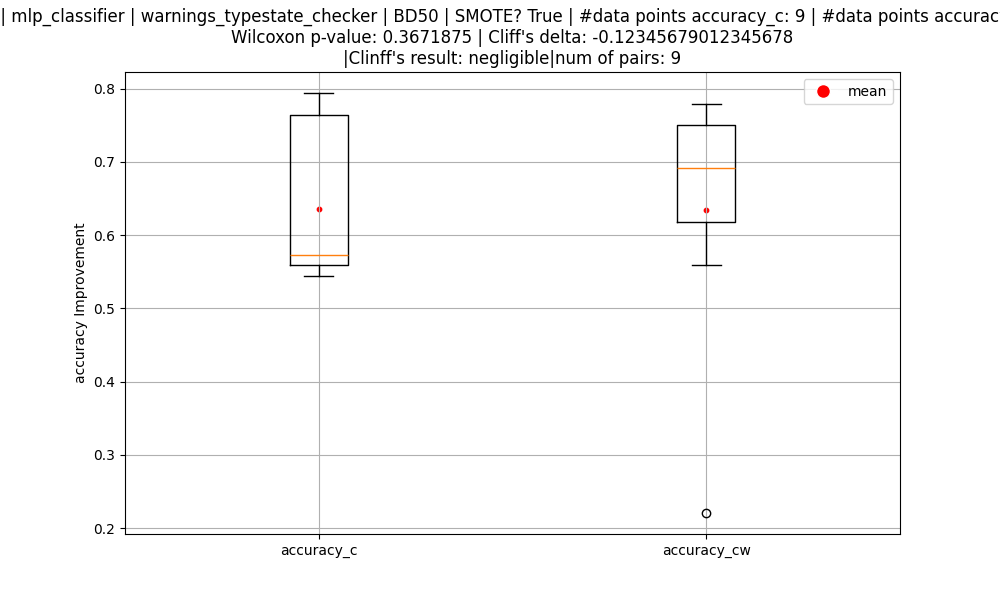 | mlp_classifier | warnings_typestate_checker | BD50 | SMOTE? True | #data points accuracy_c: 9 | #data points accurac
Wilcoxon p-value: 0.3671875 | Cliff's delta: -0.12345679012345678
|Clinff's result: negligible|num of pairs: 9
mean
0.8
0.7
0.6
0.5
0.4
0.3
0.2
accuracy Improvement
accuracy_c
accuracy_cw